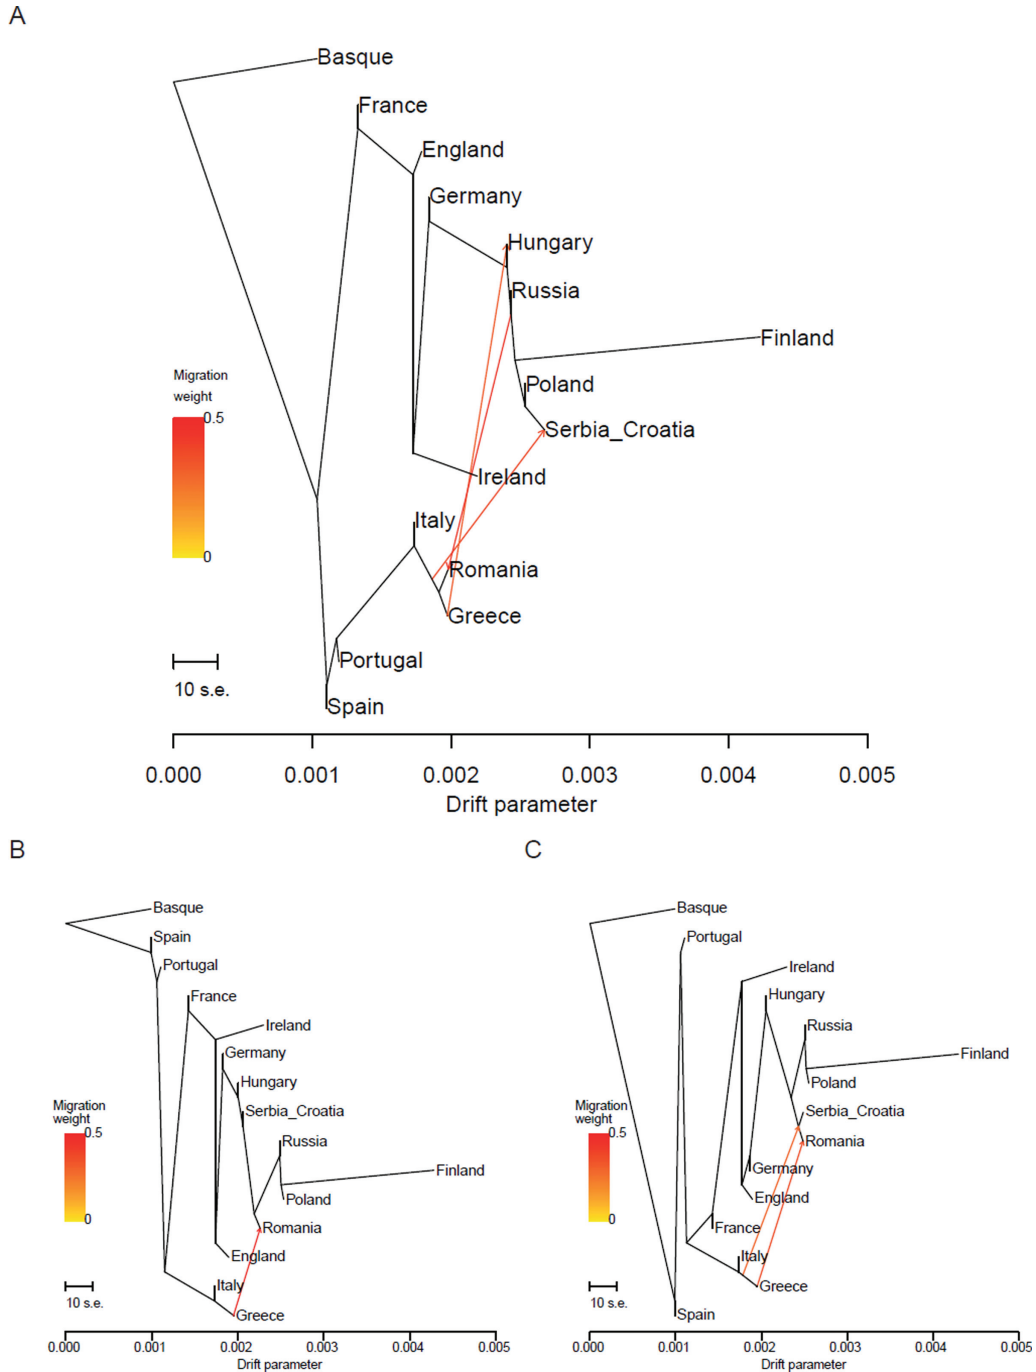 A
Basque
France
England
Germany
Hungary
Russia
Finland
Migration
weight
Poland
0.5
Serbia_Croatia
Ireland
Italy
0
Romania
Greece
Portugal
10 s.e.
Spain
0.000 0.001 0.002 0.003 0.004 0.005
Drift parameter
B
Basque
Spain
Portugal
France
Ireland
Germany
Hungary
Migration
weight
Serbia_Croatia
0.5
Russia
Finland
Poland
0
Romania
England
Italy
10 s.e.
Greece
0.000 0.001 0.002 0.003 0.004 0.005
Drift parameter
C
Basque
Portugal
Ireland
Hungary
Russia
Finland
Poland
Migration
weight
Serbia_Croatia
0.5
Romania
Germany
England
0
France
Italy
Greece
10 s.e.
Spain
0.000 0.001 0.002 0.003 0.004 0.005
Drift parameter